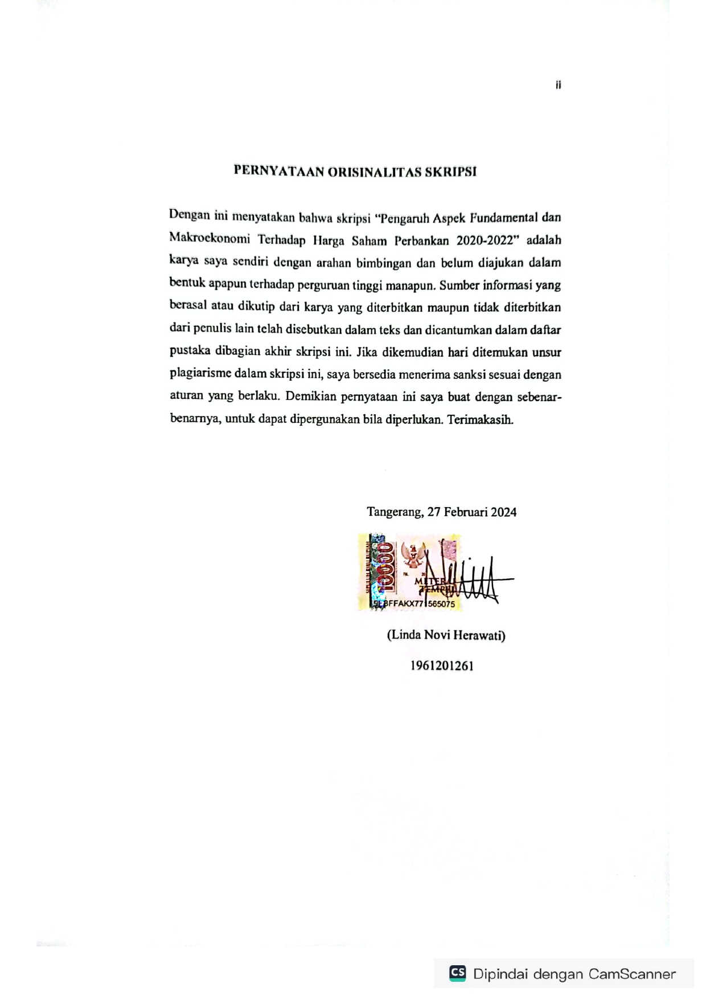 ii
PERNYATAAN ORISINALITAS SKRIPSI
Dengan ini menyatakan bahwa skripsi “Pengaruh Aspek Fundamental dan
Makroekonomi Terhadap Harga Saham Perbankan 2020-2022” adalah
karya saya sendiri dengan arahan bimbingan dan belum diajukan dalam
bentuk apapun terhadap perguruan tinggi manapun. Sumber informasi yang
berasal atau dikutip dari karya yang diterbitkan maupun tidak diterbitkan
dari penulis lain telah disebutkan dalam teks dan dicantumkan dalam daftar
pustaka dibagian akhir skripsi ini. Jika dikemudian hari ditemukan unsur
plagiarisme dalam skripsi ini, saya bersedia menerima sanksi sesuai dengan
aturan yang berlaku. Demikian pernyataan ini saya buat dengan sebenar-
benarnya, untuk dapat dipergunakan bila diperlukan. Terimakasih.
Tangerang, 27 Februari 2024
SEPULUH RIBU RUPIAH
10000
METERAI
TEMPEL
(Linda Novi Herawati)
1961201261
CS Dipindai dengan CamScanner